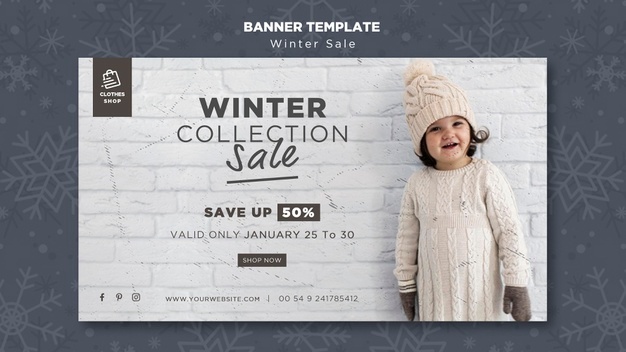 BANNER TEMPLATE
Winter Sale
CLOTHES
SHOP
WINTER
COLLECTION
Sale
SAVE UP 50%
VALID ONLY JANUARY 25 To 30
SHOP NOW
WWW.YOURWEBSITE.COM | 00 54 9 241785412